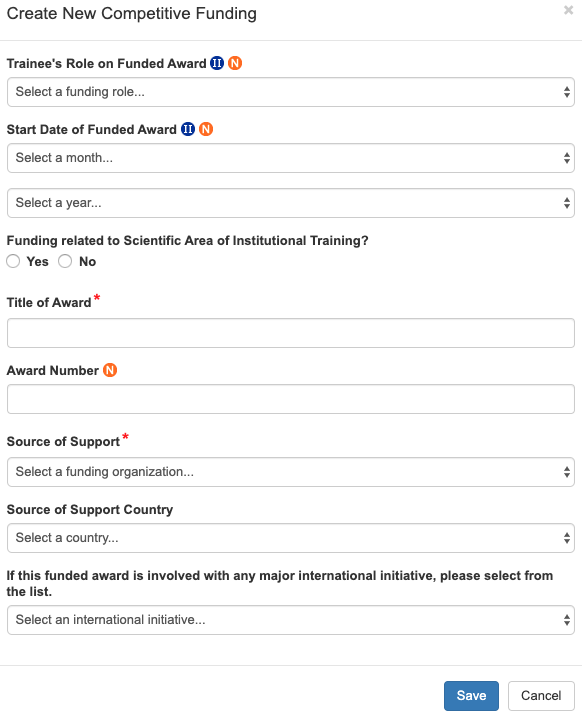 Create New Competitive Funding
×
Trainee's Role on Funded Award II N
Select a funding role...
Start Date of Funded Award II N
Select a month...
Select a year...
Funding related to Scientific Area of Institutional Training?
Yes No
Title of Award*
Award Number N
Source of Support*
Select a funding organization...
Source of Support Country
Select a country...
If this funded award is involved with any major international initiative, please select from
the list.
Select an international initiative...
Save Cancel